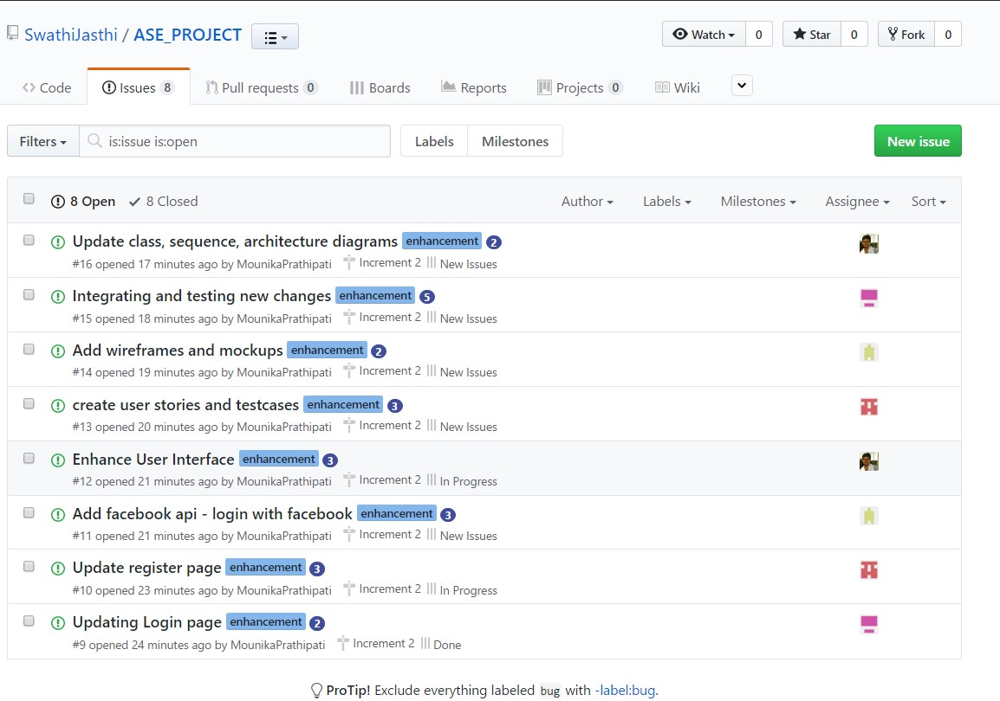 SwathiJasthi / ASE_PROJECT Watch 0 Star 0 Fork 0
Code Issues 8 Pull requests 0 Boards Reports Projects 0 Wiki
Filters is:issue is:open Labels Milestones New issue
8 Open 8 Closed Author Labels Milestones Assignee Sort
Update class, sequence, architecture diagrams enhancement 2
#16 opened 17 minutes ago by MounikaPrathipati Increment 2 New Issues
Integrating and testing new changes enhancement 5
#15 opened 18 minutes ago by MounikaPrathipati Increment 2 New Issues
Add wireframes and mockups enhancement 2
#14 opened 19 minutes ago by MounikaPrathipati Increment 2 New Issues
create user stories and testcases enhancement 3
#13 opened 20 minutes ago by MounikaPrathipati Increment 2 New Issues
Enhance User Interface enhancement 3
#12 opened 21 minutes ago by MounikaPrathipati Increment 2 In Progress
Add facebook api - login with facebook enhancement 3
#11 opened 21 minutes ago by MounikaPrathipati Increment 2 New Issues
Update register page enhancement 3
#10 opened 23 minutes ago by MounikaPrathipati Increment 2 In Progress
Updating Login page enhancement 2
#9 opened 24 minutes ago by MounikaPrathipati Increment 2 Done
ProTip! Exclude everything labeled bug with -label:bug.